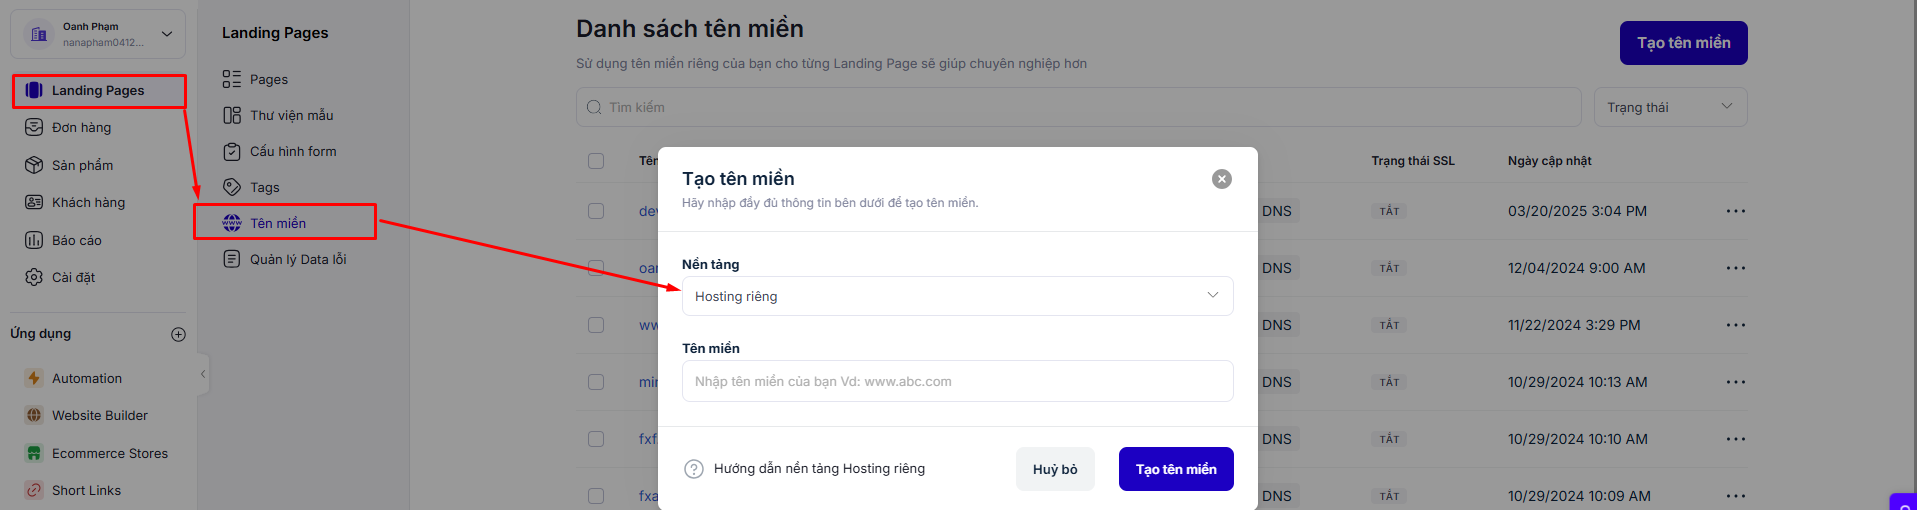 Oanh Phạm
nanapham0412...
Landing Pages
Đơn hàng
Sản phẩm
Khách hàng
Báo cáo
Cài đặt
Ứng dụng
Automation
Website Builder
Ecommerce Stores
Short Links
Landing Pages
Pages
Thư viện mẫu
Cấu hình form
Tags
Tên miền
Quản lý Data lỗi
Danh sách tên miền
Sử dụng tên miền riêng của bạn cho từng Landing Page sẽ giúp chuyên nghiệp hơn
Tạo tên miền
Tìm kiếm
Trạng thái
Trạng thái SSL
Ngày cập nhật
DNS
TẮT
03/20/2025 3:04 PM
DNS
TẮT
12/04/2024 9:00 AM
DNS
TẮT
11/22/2024 3:29 PM
DNS
TẮT
10/29/2024 10:13 AM
DNS
TẮT
10/29/2024 10:10 AM
DNS
TẮT
10/29/2024 10:09 AM
Tạo tên miền
Hãy nhập đầy đủ thông tin bên dưới để tạo tên miền.
Nền tảng
Hosting riêng
Tên miền
Nhập tên miền của bạn Vd: www.abc.com
Hướng dẫn nền tảng Hosting riêng
Huỷ bỏ
Tạo tên miền